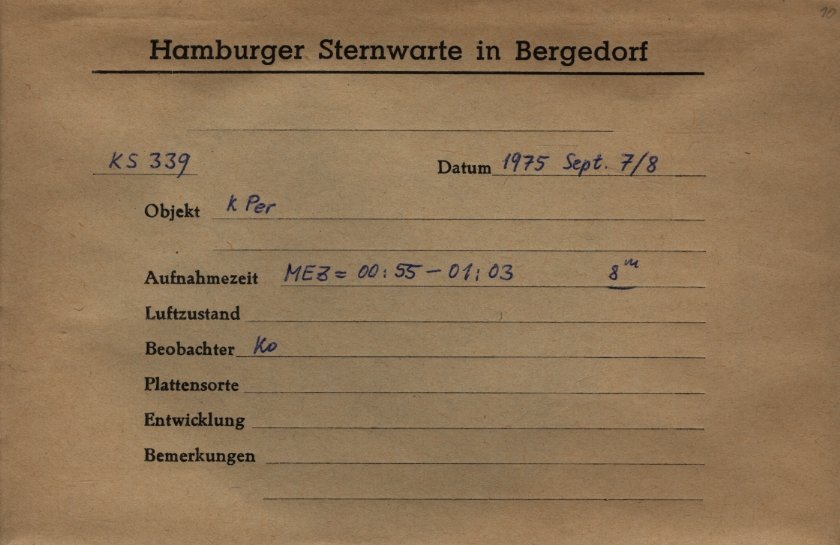 Hamburger Sternwarte in Bergedorf
KS 339 Datum 1975 Sept. 7/8
Objekt K Per
Aufnahmezeit MEZ = 00:55 – 01:03 8ᵐ
Luftzustand
Beobachter Ko
Plattensorte
Entwicklung
Bemerkungen